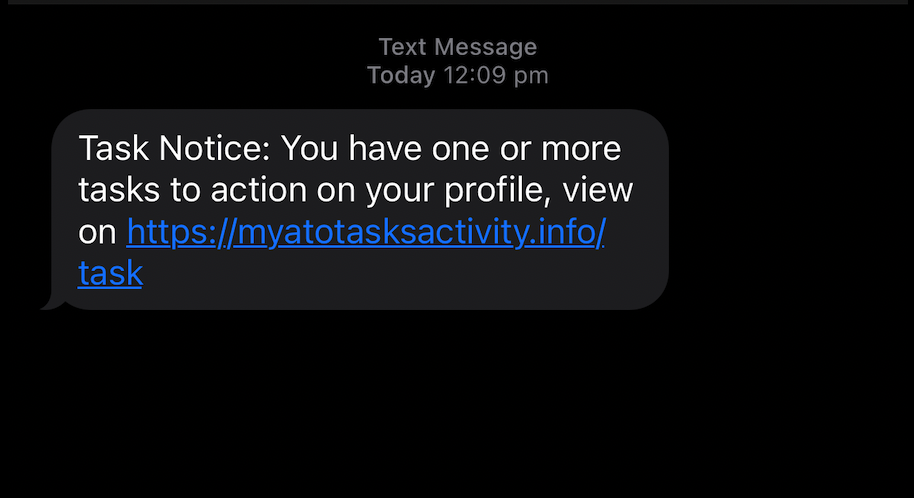 Text Message
Today 12:09 pm
Task Notice: You have one or more
tasks to action on your profile, view
on https://myatotasksactivity.info/
task